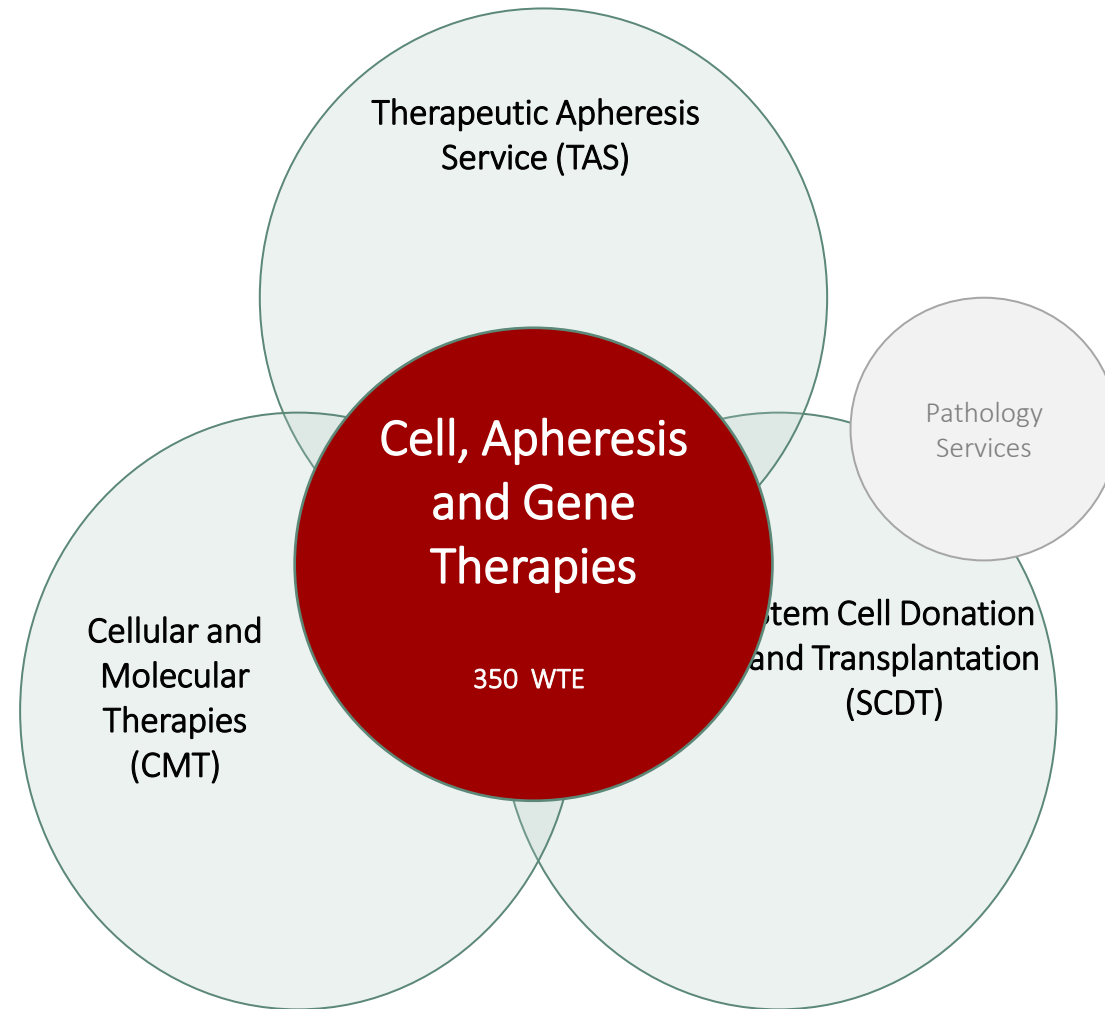 Therapeutic Apheresis
Service (TAS)
Pathology
Services
Cell, Apheresis
and Gene
Therapies
350 WTE
Cellular and
Molecular
Therapies
(CMT)
tem Cell Donation
and Transplantation
(SCDT)